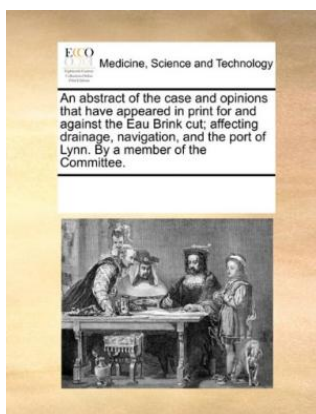 ECCO
Medicine, Science and Technology
An abstract of the case and opinions
that have appeared in print for and
against the Eau Brink cut; affecting
drainage, navigation, and the port of
Lynn. By a member of the
Committee.